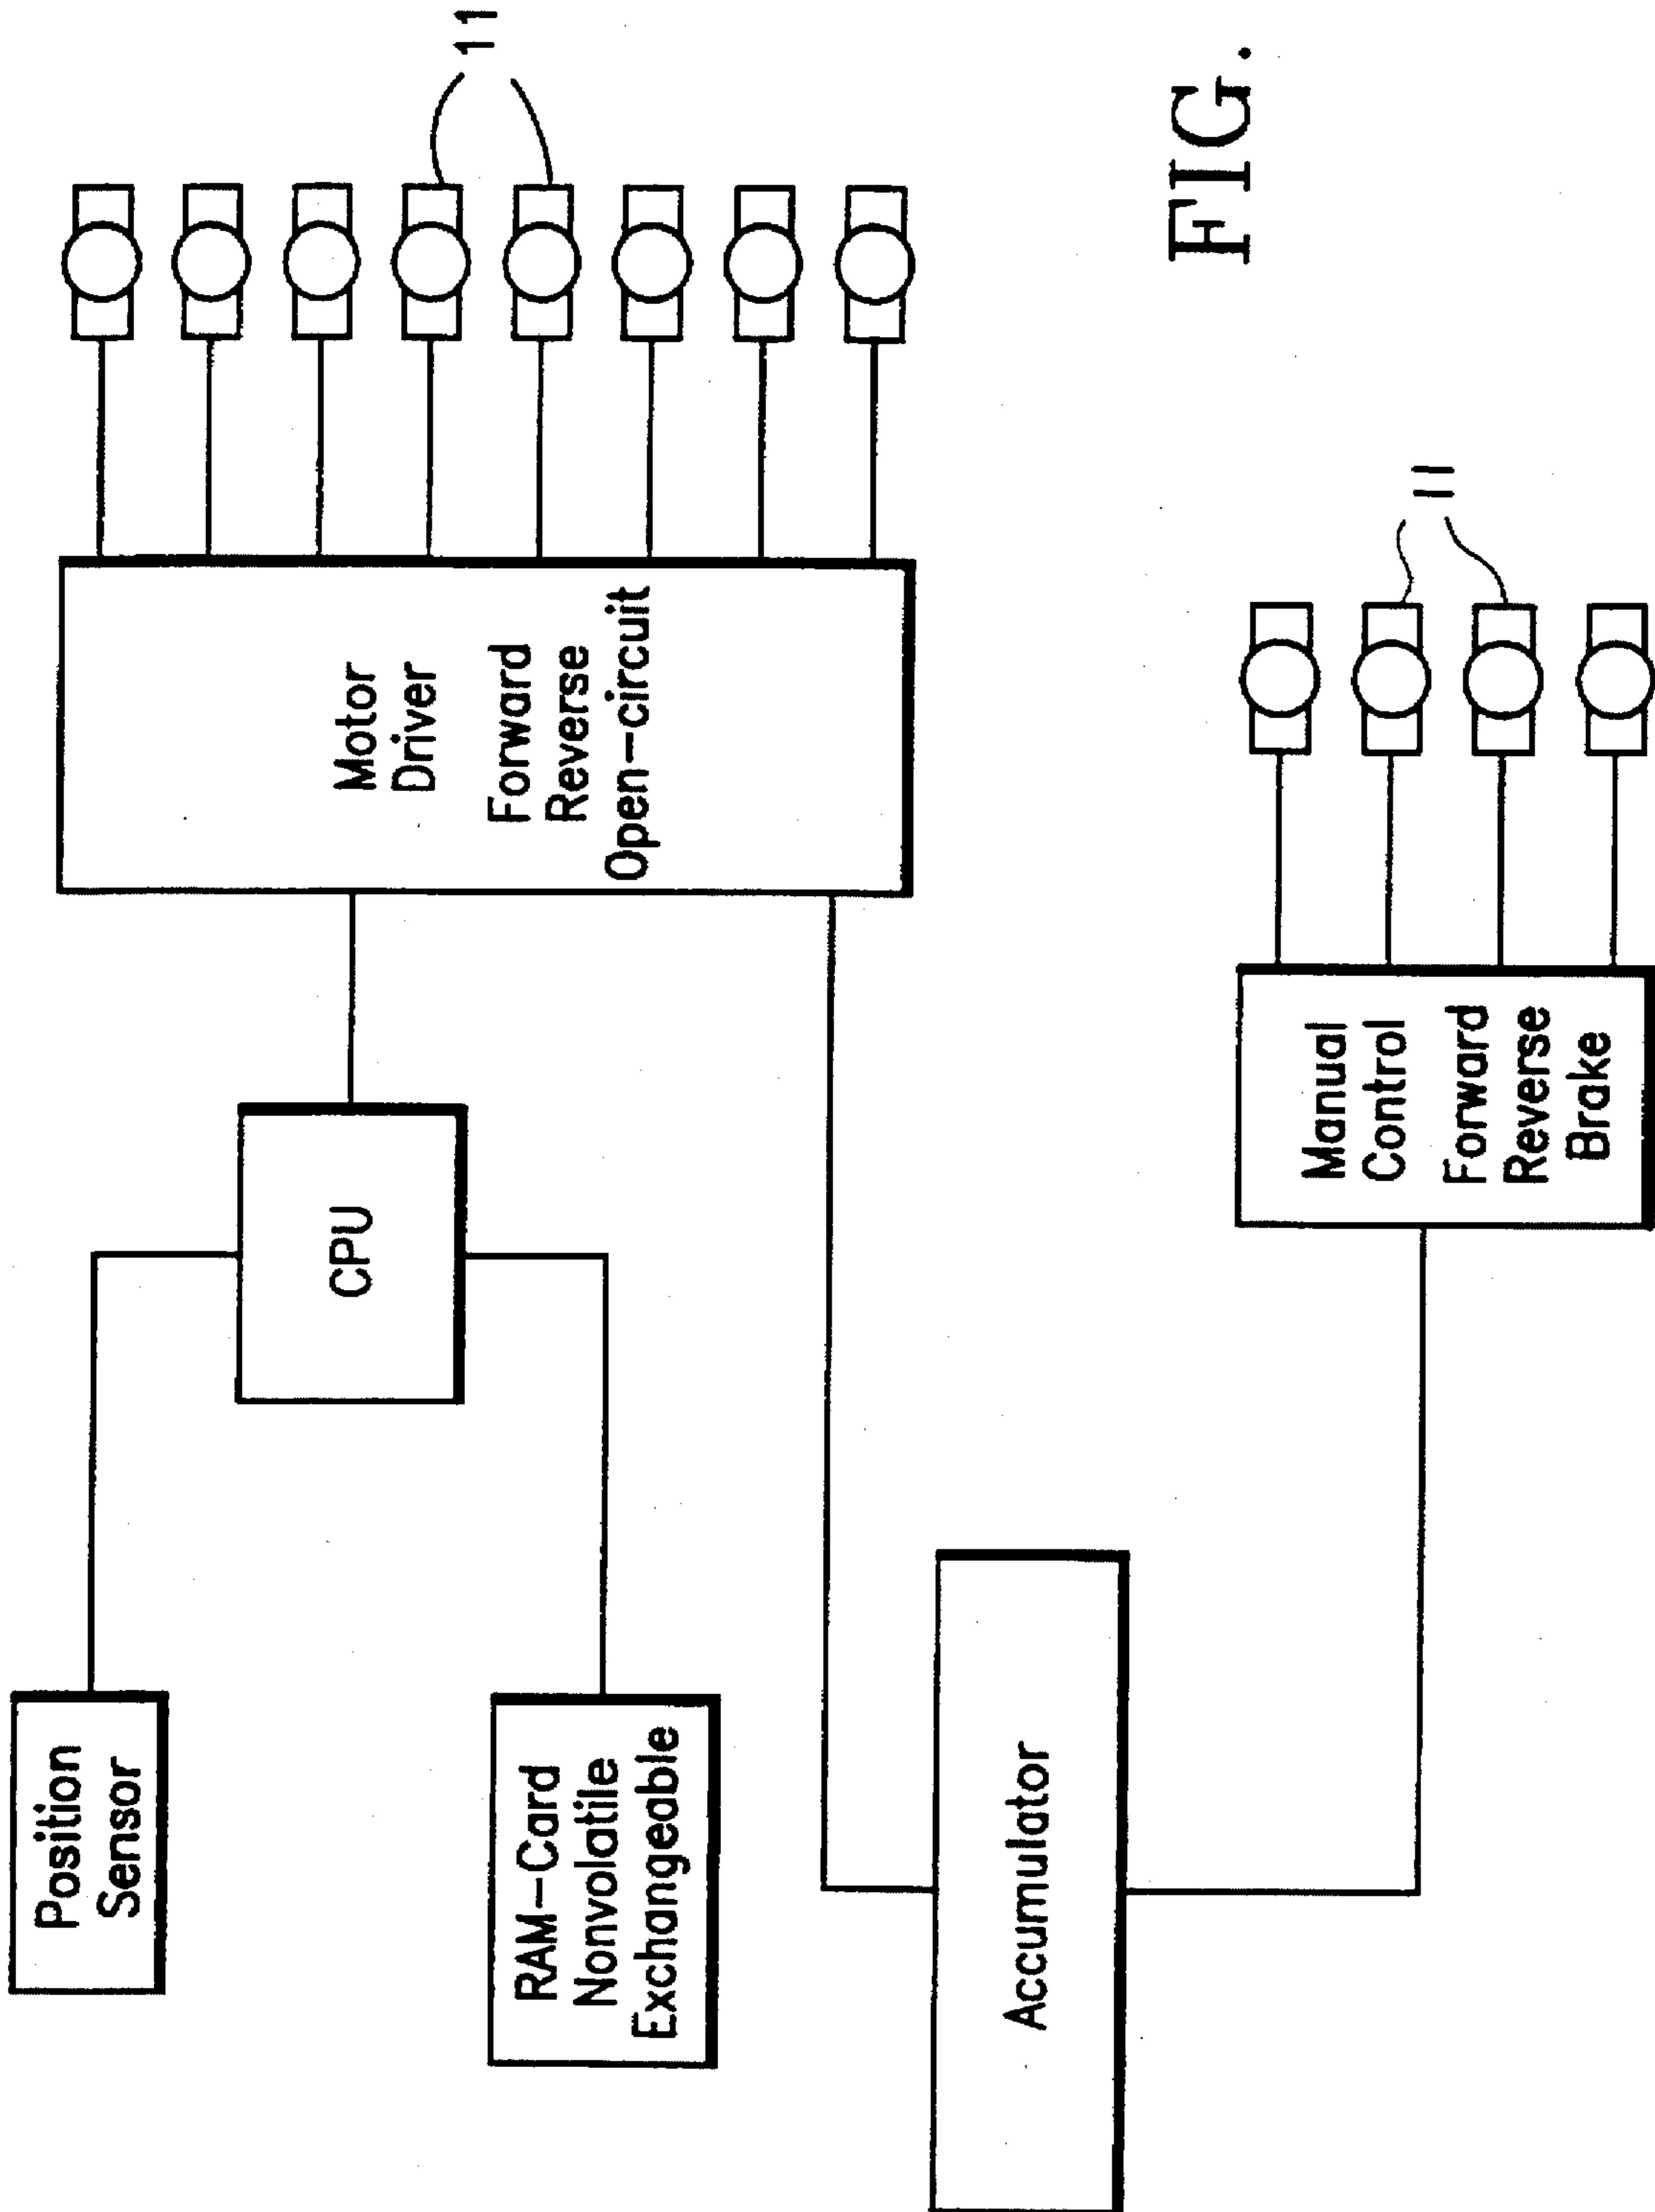 Position
Sensor
RAM-Card
Nonvolatile
Exchangeable
CPU
Motor
Driver
Forward
Reverse
Open-circuit
11
Accumulator
Manual
Control
Forward
Reverse
Brake
11
FIG.